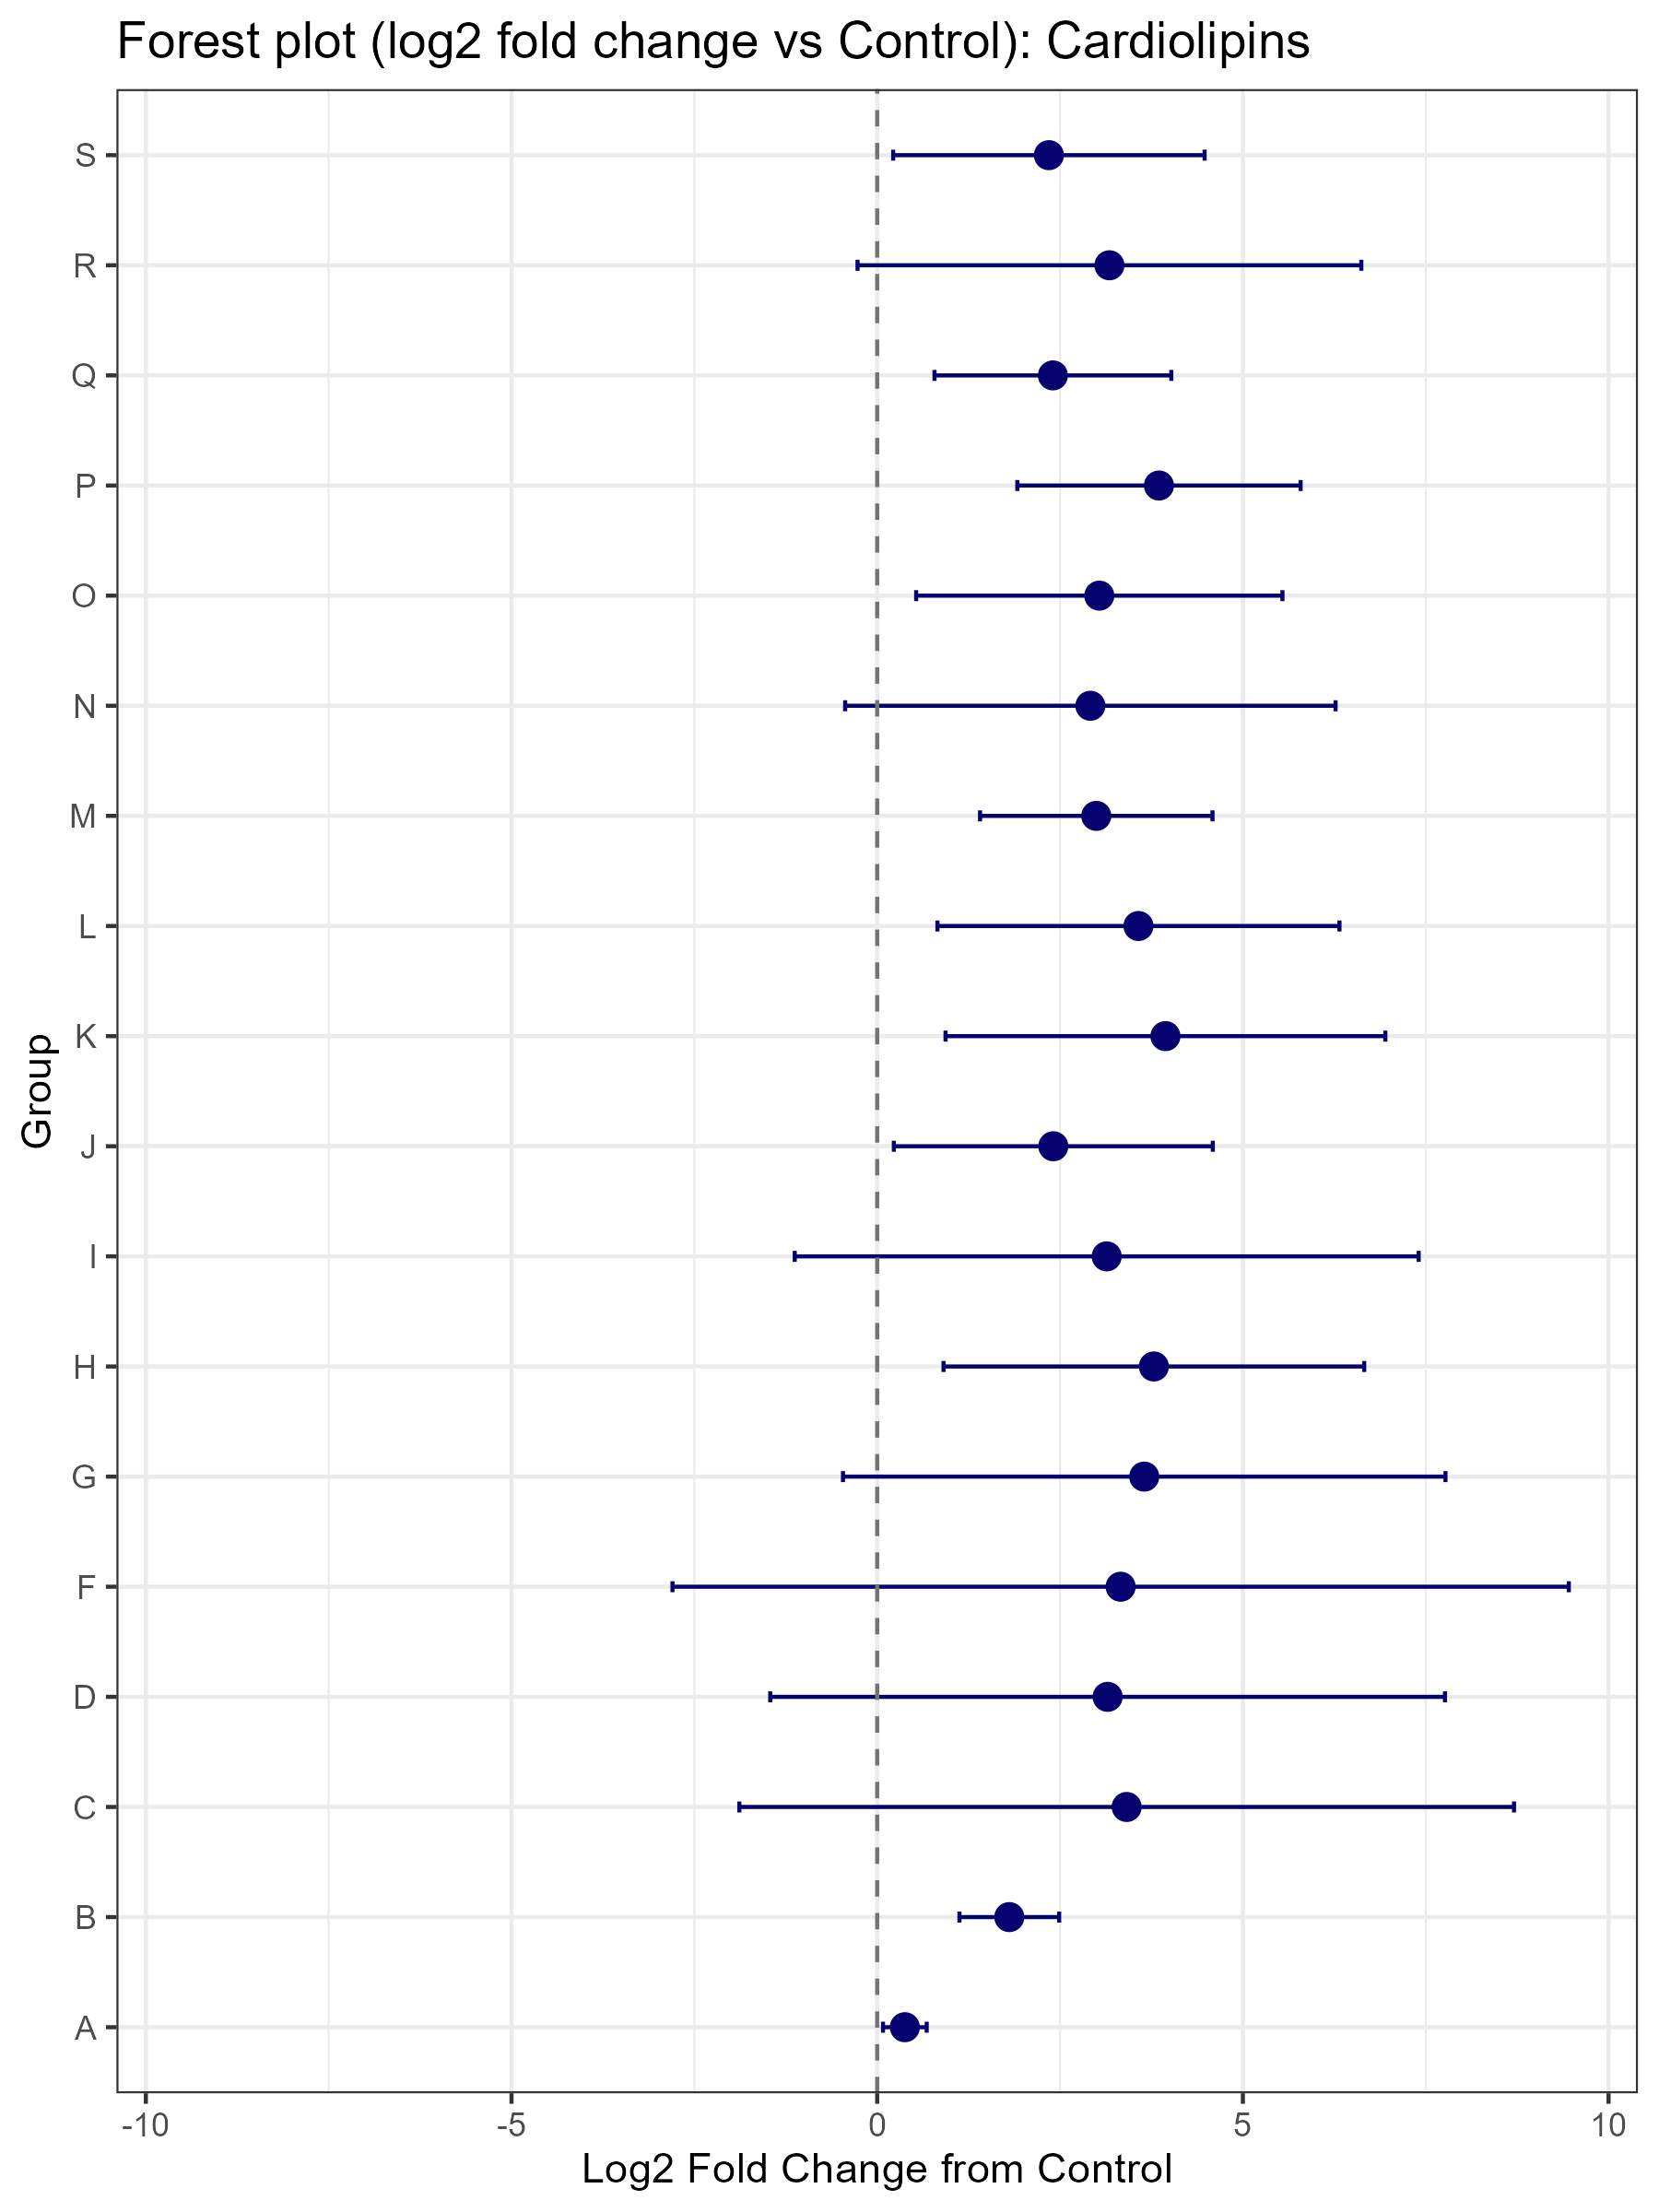 Forest plot (log2 fold change vs Control): Cardiolipins
S
R
Q
P
O
N
M
L
K
J
I
H
G
F
D
C
B
A
Group
-10 -5 0 5 10
Log2 Fold Change from Control